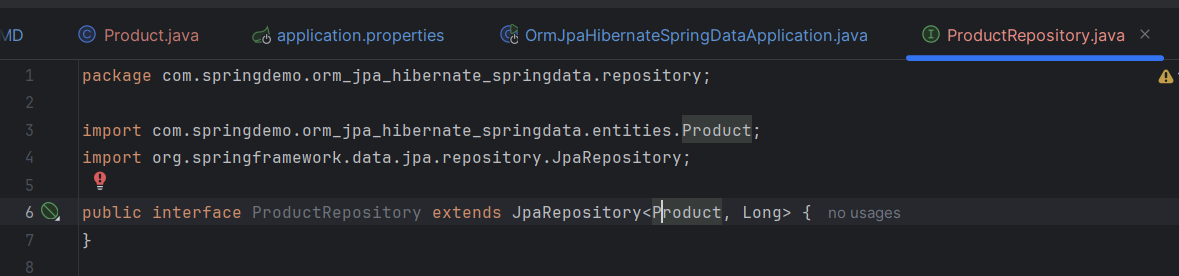 MD Product.java application.properties OrmJpaHibernateSpringDataApplication.java ProductRepository.java
1 package com.springdemo.orm_jpa_hibernate_springdata.repository;
2
3 import com.springdemo.orm_jpa_hibernate_springdata.entities.Product;
4 import org.springframework.data.jpa.repository.JpaRepository;
5
6 public interface ProductRepository extends JpaRepository<Product, Long> { no usages
7 }
8